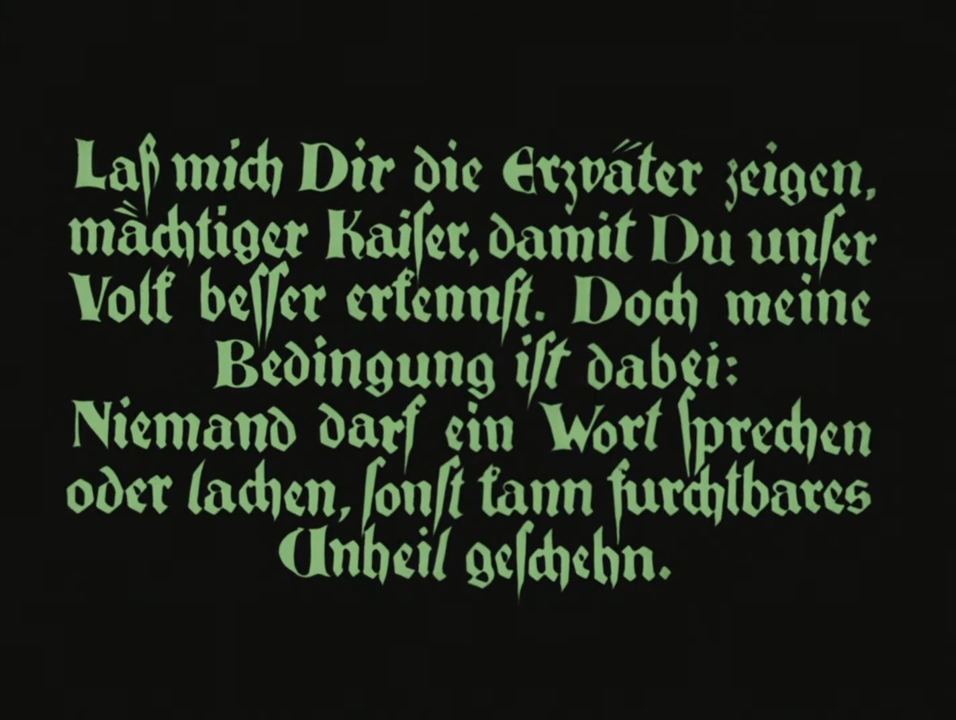 Laß mich Dir die Erzväter zeigen,
mächtiger Kaiſer, damit Du unſer
Volk beſſer erkennſt. Doch meine
Bedingung iſt dabei:
Niemand darf ein Wort ſprechen
oder lachen, ſonſt kann furchtbares
Unheil geſchehn.